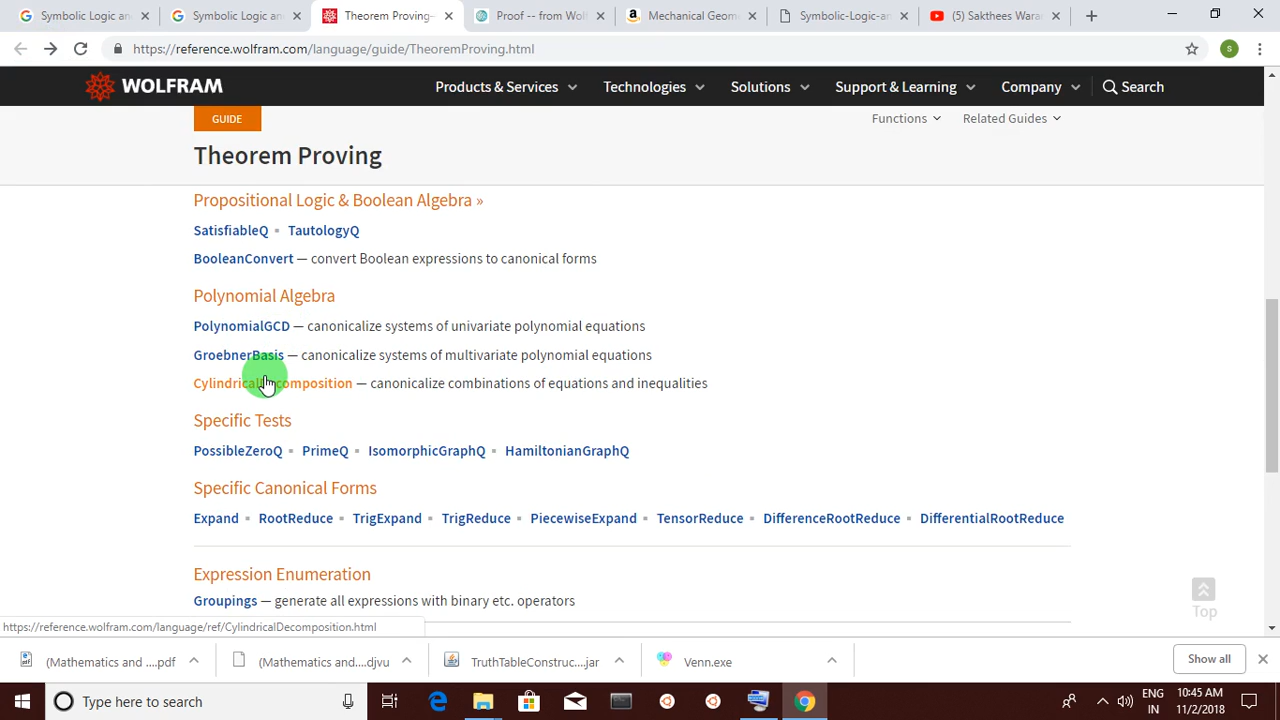 Symbolic Logic and
Symbolic Logic and
Theorem Proving-
Proof -- from Wolf
Mechanical Geome
Symbolic-Logic-an
(5) Sakthees Waran
https://reference.wolfram.com/language/guide/TheoremProving.html
S
WOLFRAM
Products & Services
Technologies
Solutions
Support & Learning
Company
Search
GUIDE
Functions
Related Guides
Theorem Proving
Propositional Logic & Boolean Algebra »
SatisfiableQ ▪ TautologyQ
BooleanConvert — convert Boolean expressions to canonical forms
Polynomial Algebra
PolynomialGCD — canonicalize systems of univariate polynomial equations
GroebnerBasis — canonicalize systems of multivariate polynomial equations
CylindricalDecomposition — canonicalize combinations of equations and inequalities
Specific Tests
PossibleZeroQ ▪ PrimeQ ▪ IsomorphicGraphQ ▪ HamiltonianGraphQ
Specific Canonical Forms
Expand ▪ RootReduce ▪ TrigExpand ▪ TrigReduce ▪ PiecewiseExpand ▪ TensorReduce ▪ DifferenceRootReduce ▪ DifferentialRootReduce
Expression Enumeration
Groupings — generate all expressions with binary etc. operators
Top
https://reference.wolfram.com/language/ref/CylindricalDecomposition.html
(Mathematics and ....pdf
(Mathematics and....djvu
TruthTableConstruc....jar
Venn.exe
Show all
Type here to search
ENG
IN
10:45 AM
11/2/2018